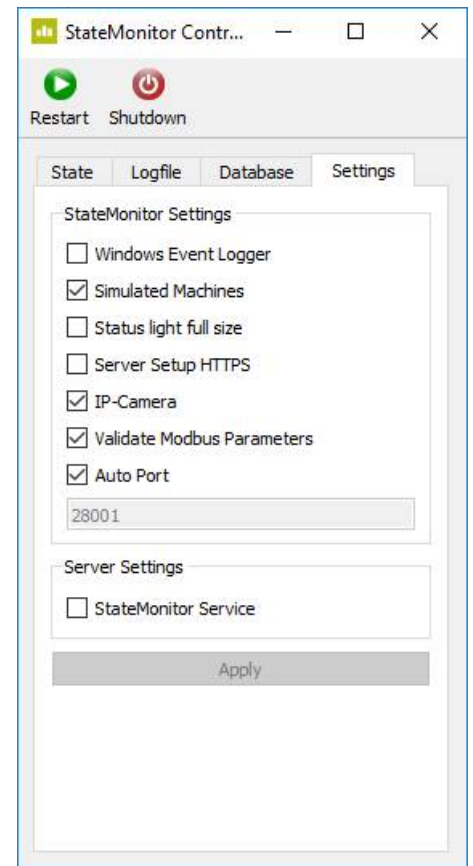 StateMonitor Contr...
Restart Shutdown
State Logfile Database Settings
StateMonitor Settings
Windows Event Logger
Simulated Machines
Status light full size
Server Setup HTTPS
IP-Camera
Validate Modbus Parameters
Auto Port
28001
Server Settings
StateMonitor Service
Apply